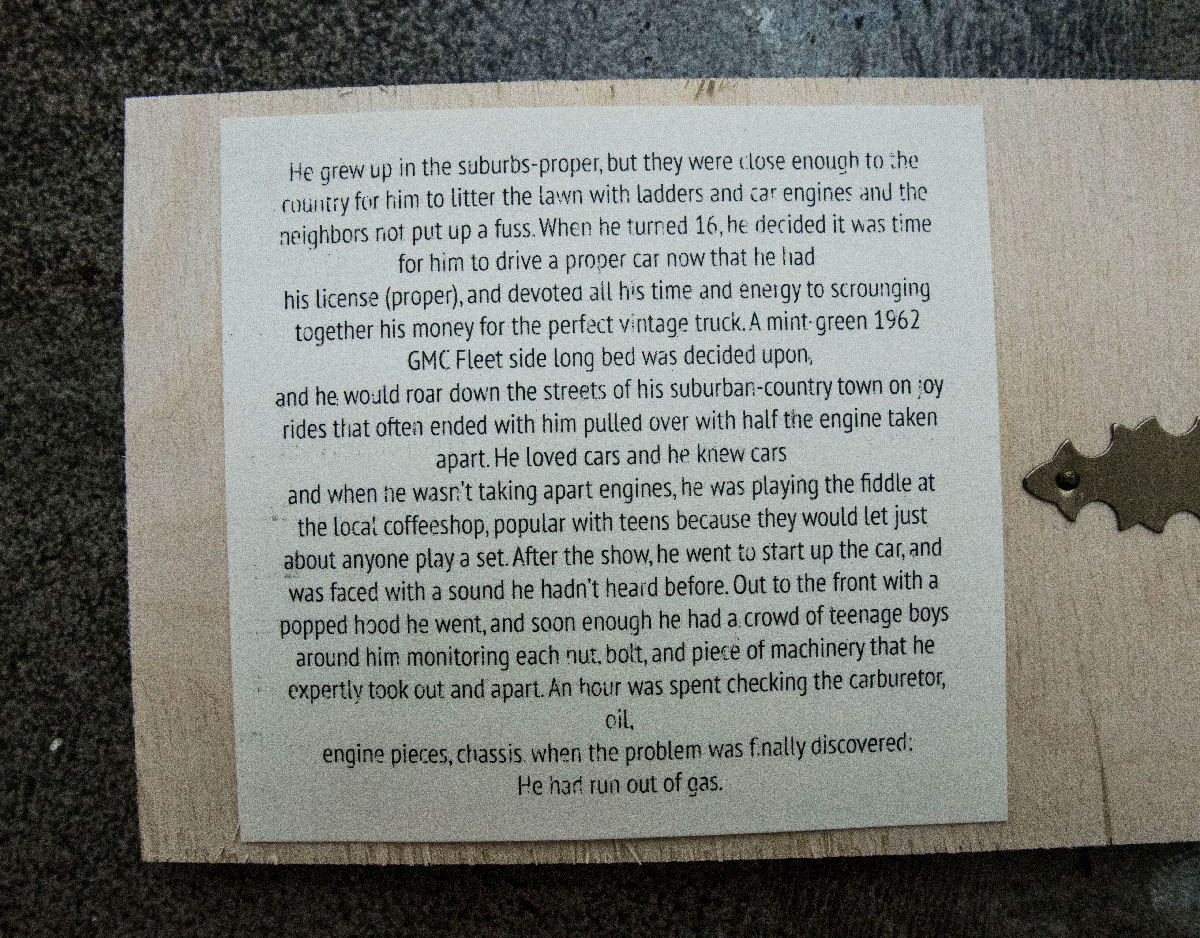 He grew up in the suburbs-proper, but they were close enough to the
country for him to litter the lawn with ladders and car engines and the
neighbors not put up a fuss. When he turned 16, he decided it was time
for him to drive a proper car now that he had
his license (proper), and devoted all his time and energy to scrounging
together his money for the perfect vintage truck. A mint-green 1962
GMC Fleet side long bed was decided upon,
and he would roar down the streets of his suburban-country town on joy
rides that often ended with him pulled over with half the engine taken
apart. He loved cars and he knew cars
and when he wasn't taking apart engines, he was playing the fiddle at
the local coffeeshop, popular with teens because they would let just
about anyone play a set. After the show, he went to start up the car, and
was faced with a sound he hadn't heard before. Out to the front with a
popped hood he went, and soon enough he had a crowd of teenage boys
around him monitoring each nut, bolt, and piece of machinery that he
expertly took out and apart. An hour was spent checking the carburetor,
oil,
engine pieces, chassis, when the problem was finally discovered:
He had run out of gas.